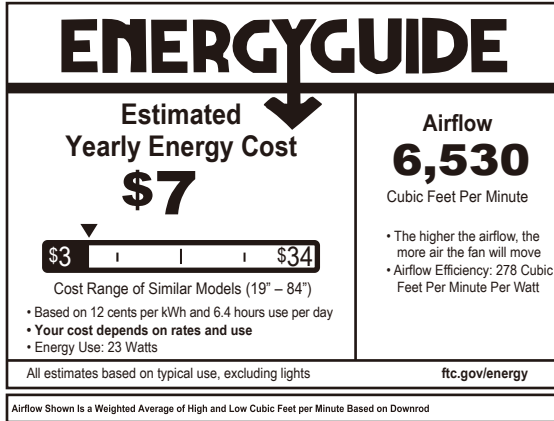 ENERGYGUIDE
Estimated
Yearly Energy Cost
$7
$3
$34
Cost Range of Similar Models (19” – 84”)
• Based on 12 cents per kWh and 6.4 hours use per day
• Your cost depends on rates and use
• Energy Use: 23 Watts
Airflow
6,530
Cubic Feet Per Minute
• The higher the airflow, the
more air the fan will move
• Airflow Efficiency: 278 Cubic
Feet Per Minute Per Watt
All estimates based on typical use, excluding lights
ftc.gov/energy
Airflow Shown Is a Weighted Average of High and Low Cubic Feet per Minute Based on Downrod